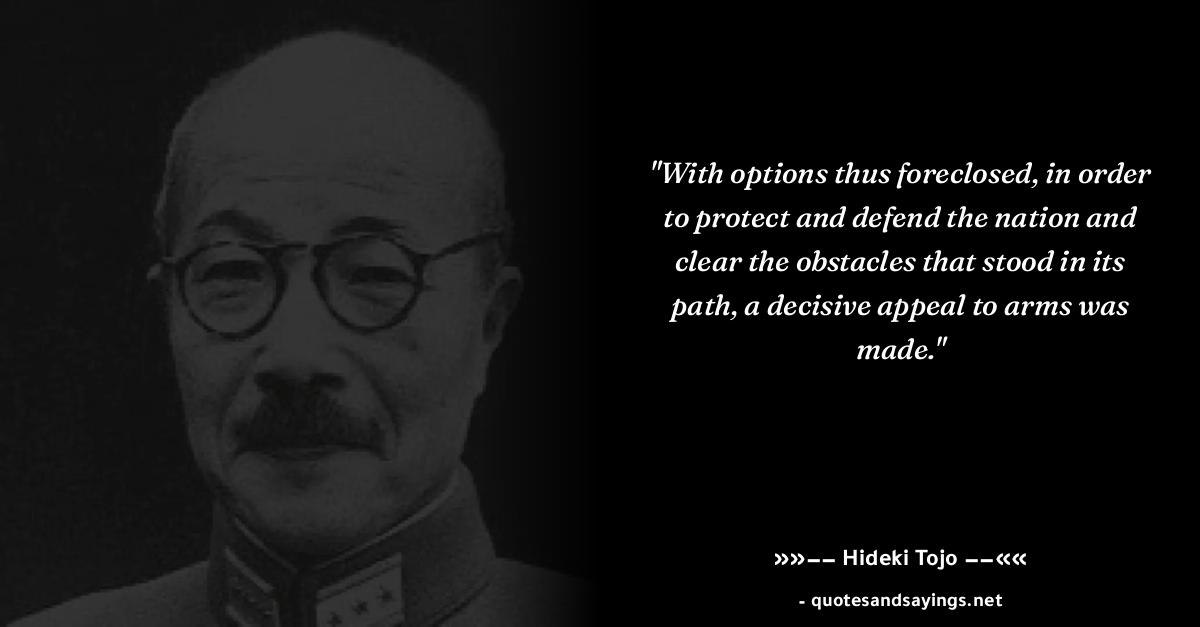 "With options thus foreclosed, in order
to protect and defend the nation and
clear the obstacles that stood in its
path, a decisive appeal to arms was
made."
»»–– Hideki Tojo ––««
- quotesandsayings.net